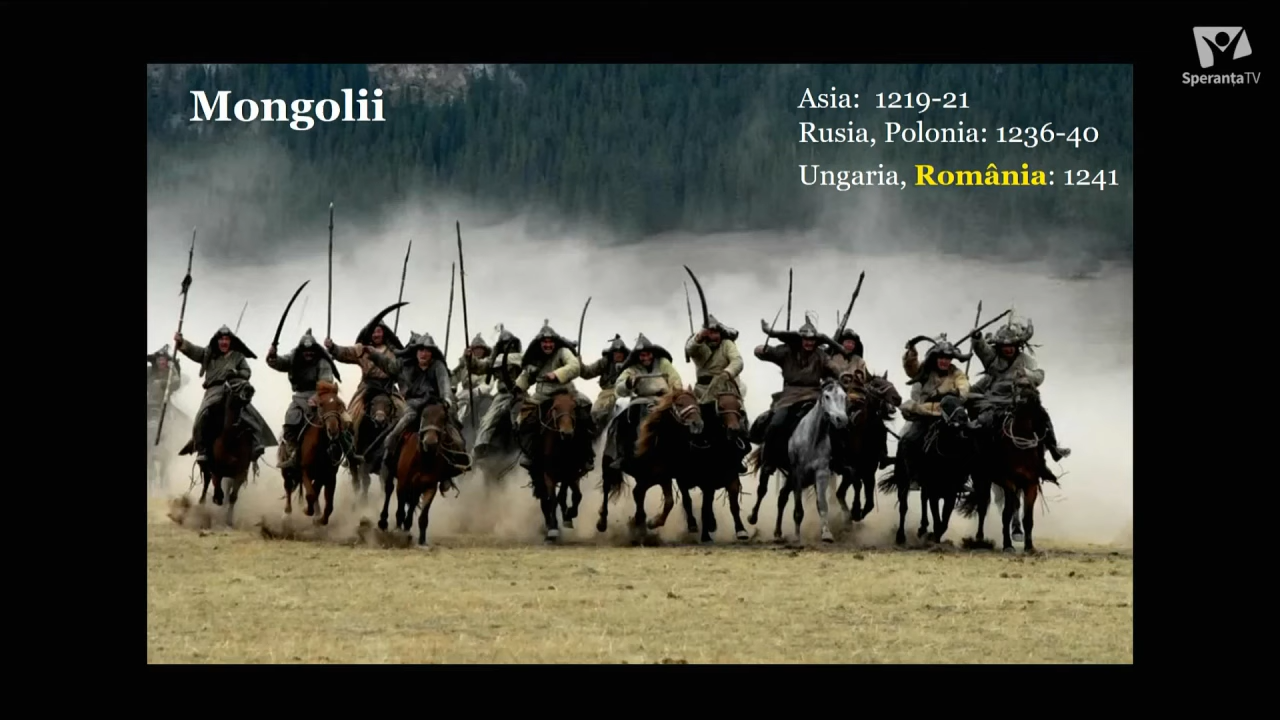 SperanțaTV
Mongolii
Asia: 1219-21
Rusia, Polonia: 1236-40
Ungaria, România: 1241